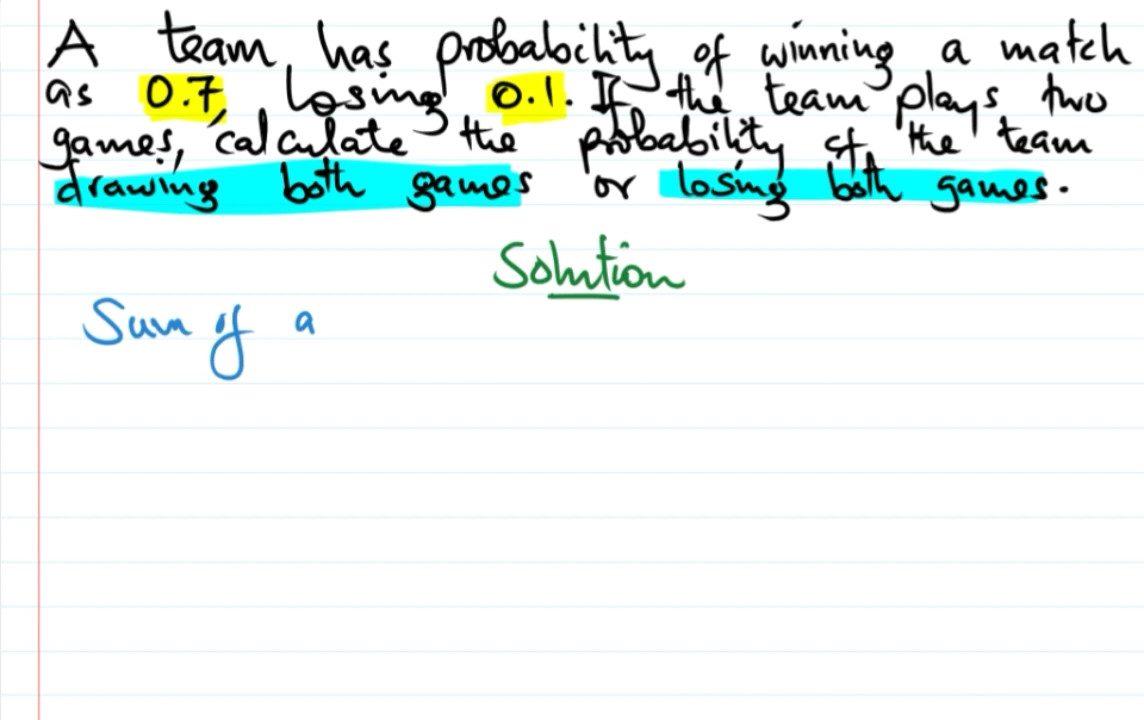 A team has probability of winning a match
as 0.7, losing 0.1. If the team plays two
games, calculate the probability of the team
drawing both games or losing both games.
Solution
Sum of a